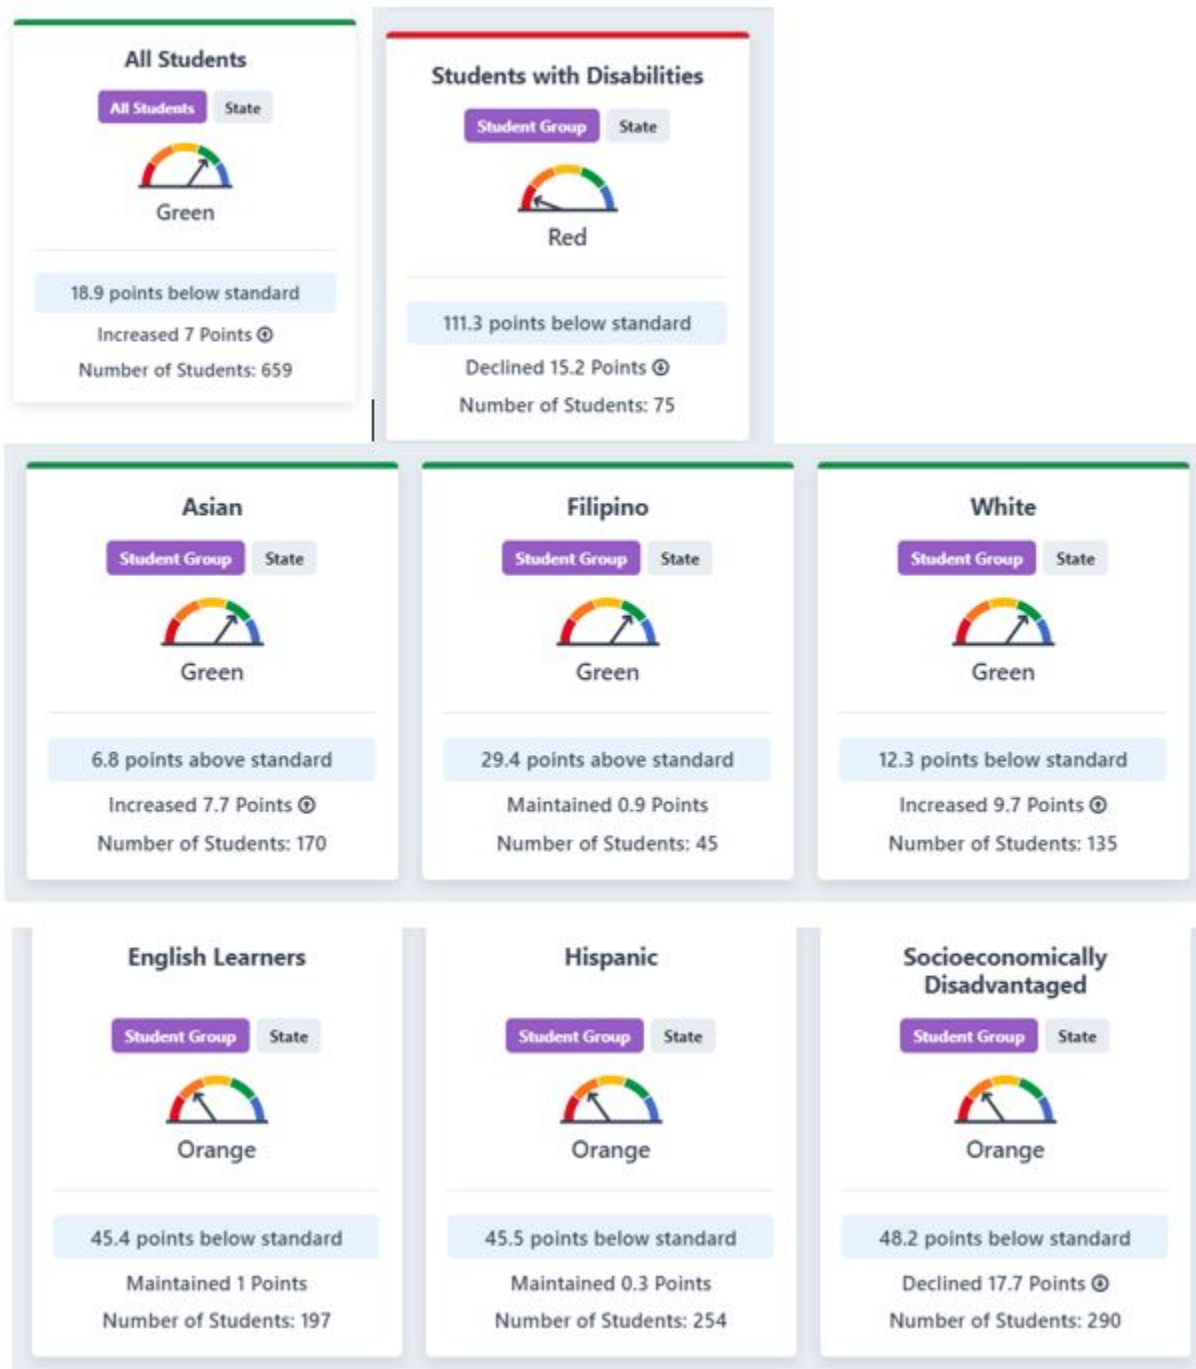 All Students
All Students State
Green
18.9 points below standard
Increased 7 Points
Number of Students: 659
Students with Disabilities
Student Group State
Red
111.3 points below standard
Declined 15.2 Points
Number of Students: 75
Asian
Student Group State
Green
6.8 points above standard
Increased 7.7 Points
Number of Students: 170
Filipino
Student Group State
Green
29.4 points above standard
Maintained 0.9 Points
Number of Students: 45
White
Student Group State
Green
12.3 points below standard
Increased 9.7 Points
Number of Students: 135
English Learners
Student Group State
Orange
45.4 points below standard
Maintained 1 Points
Number of Students: 197
Hispanic
Student Group State
Orange
45.5 points below standard
Maintained 0.3 Points
Number of Students: 254
Socioeconomically
Disadvantaged
Student Group State
Orange
48.2 points below standard
Declined 17.7 Points
Number of Students: 290